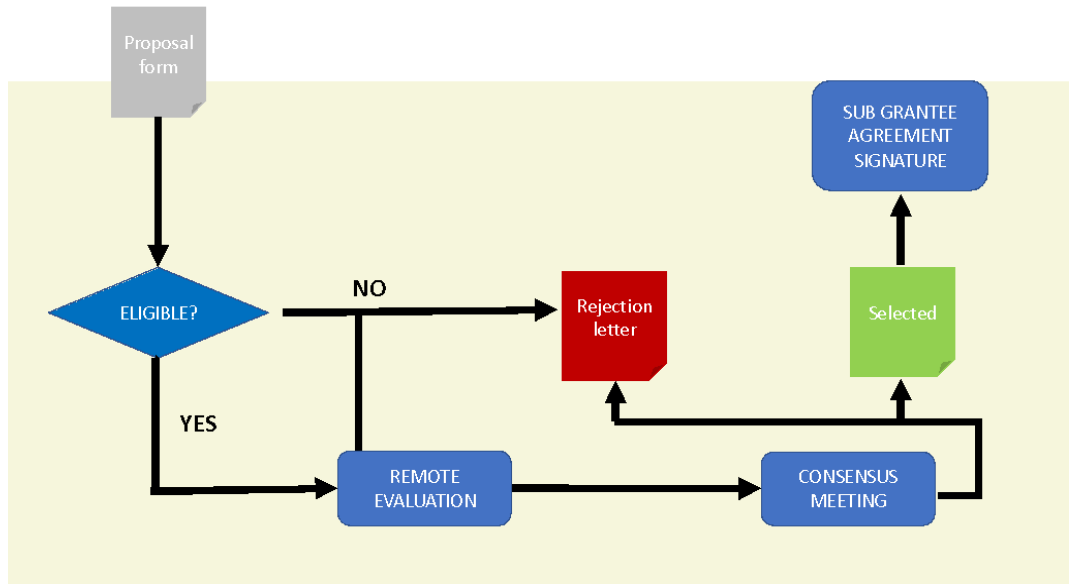 Proposal
form
SUB GRANTEE
AGREEMENT
SIGNATURE
ELIGIBLE?
NO
Rejection
letter
Selected
YES
REMOTE
EVALUATION
CONSENSUS
MEETING